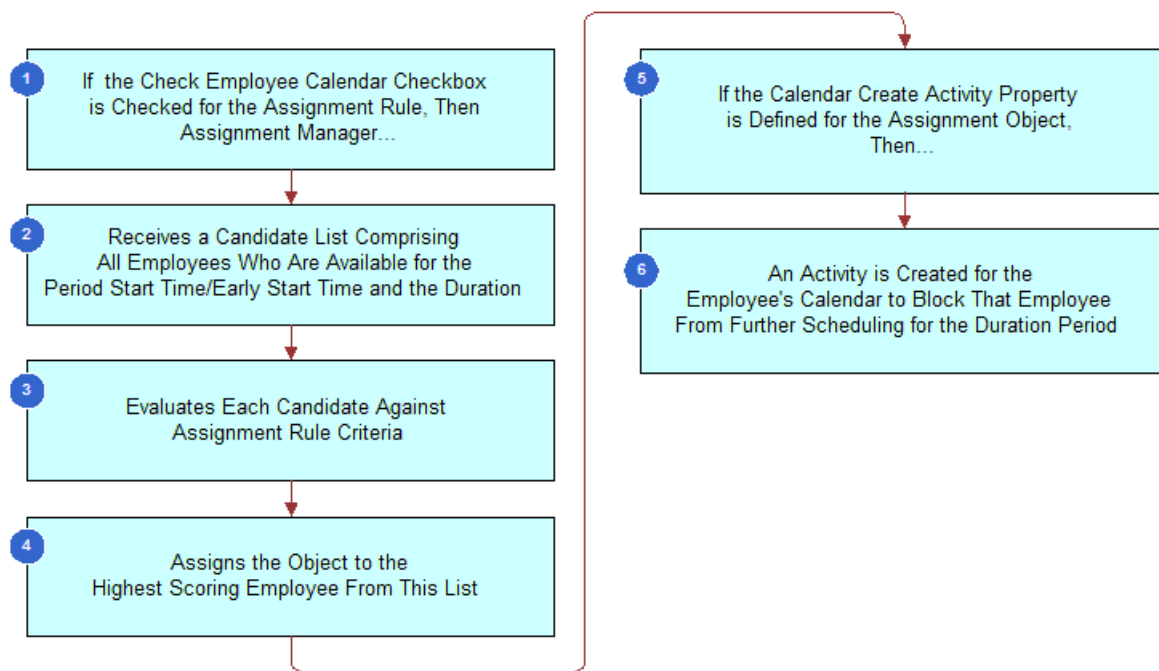 1
If the Check Employee Calendar Checkbox
is Checked for the Assignment Rule, Then
Assignment Manager...
2
Receives a Candidate List Comprising
All Employees Who Are Available for the
Period Start Time/Early Start Time and the Duration
3
Evaluates Each Candidate Against
Assignment Rule Criteria
4
Assigns the Object to the
Highest Scoring Employee From This List
5
If the Calendar Create Activity Property
is Defined for the Assignment Object,
Then...
6
An Activity is Created for the
Employee's Calendar to Block That Employee
From Further Scheduling for the Duration Period